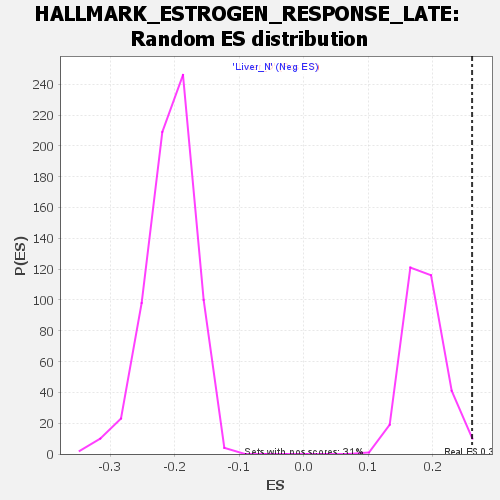 HALLMARK_ESTROGEN_RESPONSE_LATE:
Random ES distribution
'Liver_N' (Neg ES)
240
220
200
180
160
140
120
100
80
60
40
20
0
P(ES)
Sets with pos scores: 31%
Real ES 0.3
-0.3
-0.2
-0.1
0.0
0.1
0.2
ES